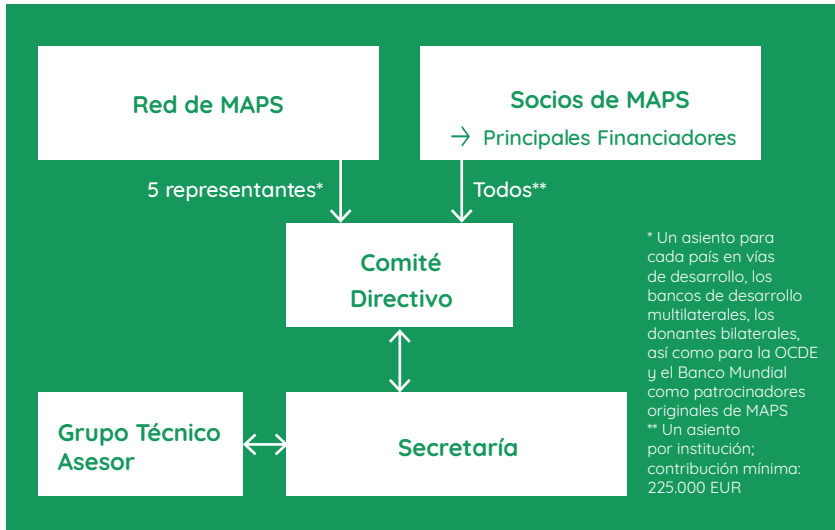 Red de MAPS
Socios de MAPS
→ Principales Financiadores
5 representantes*
Todos**
Comité
Directivo
* Un asiento para
cada país en vías
de desarrollo, los
bancos de desarrollo
multilaterales, los
donantes bilaterales,
así como para la OCDE
y el Banco Mundial
como patrocinadores
originales de MAPS
** Un asiento
por institución;
contribución mínima:
225.000 EUR
Grupo Técnico
Asesor
Secretaría